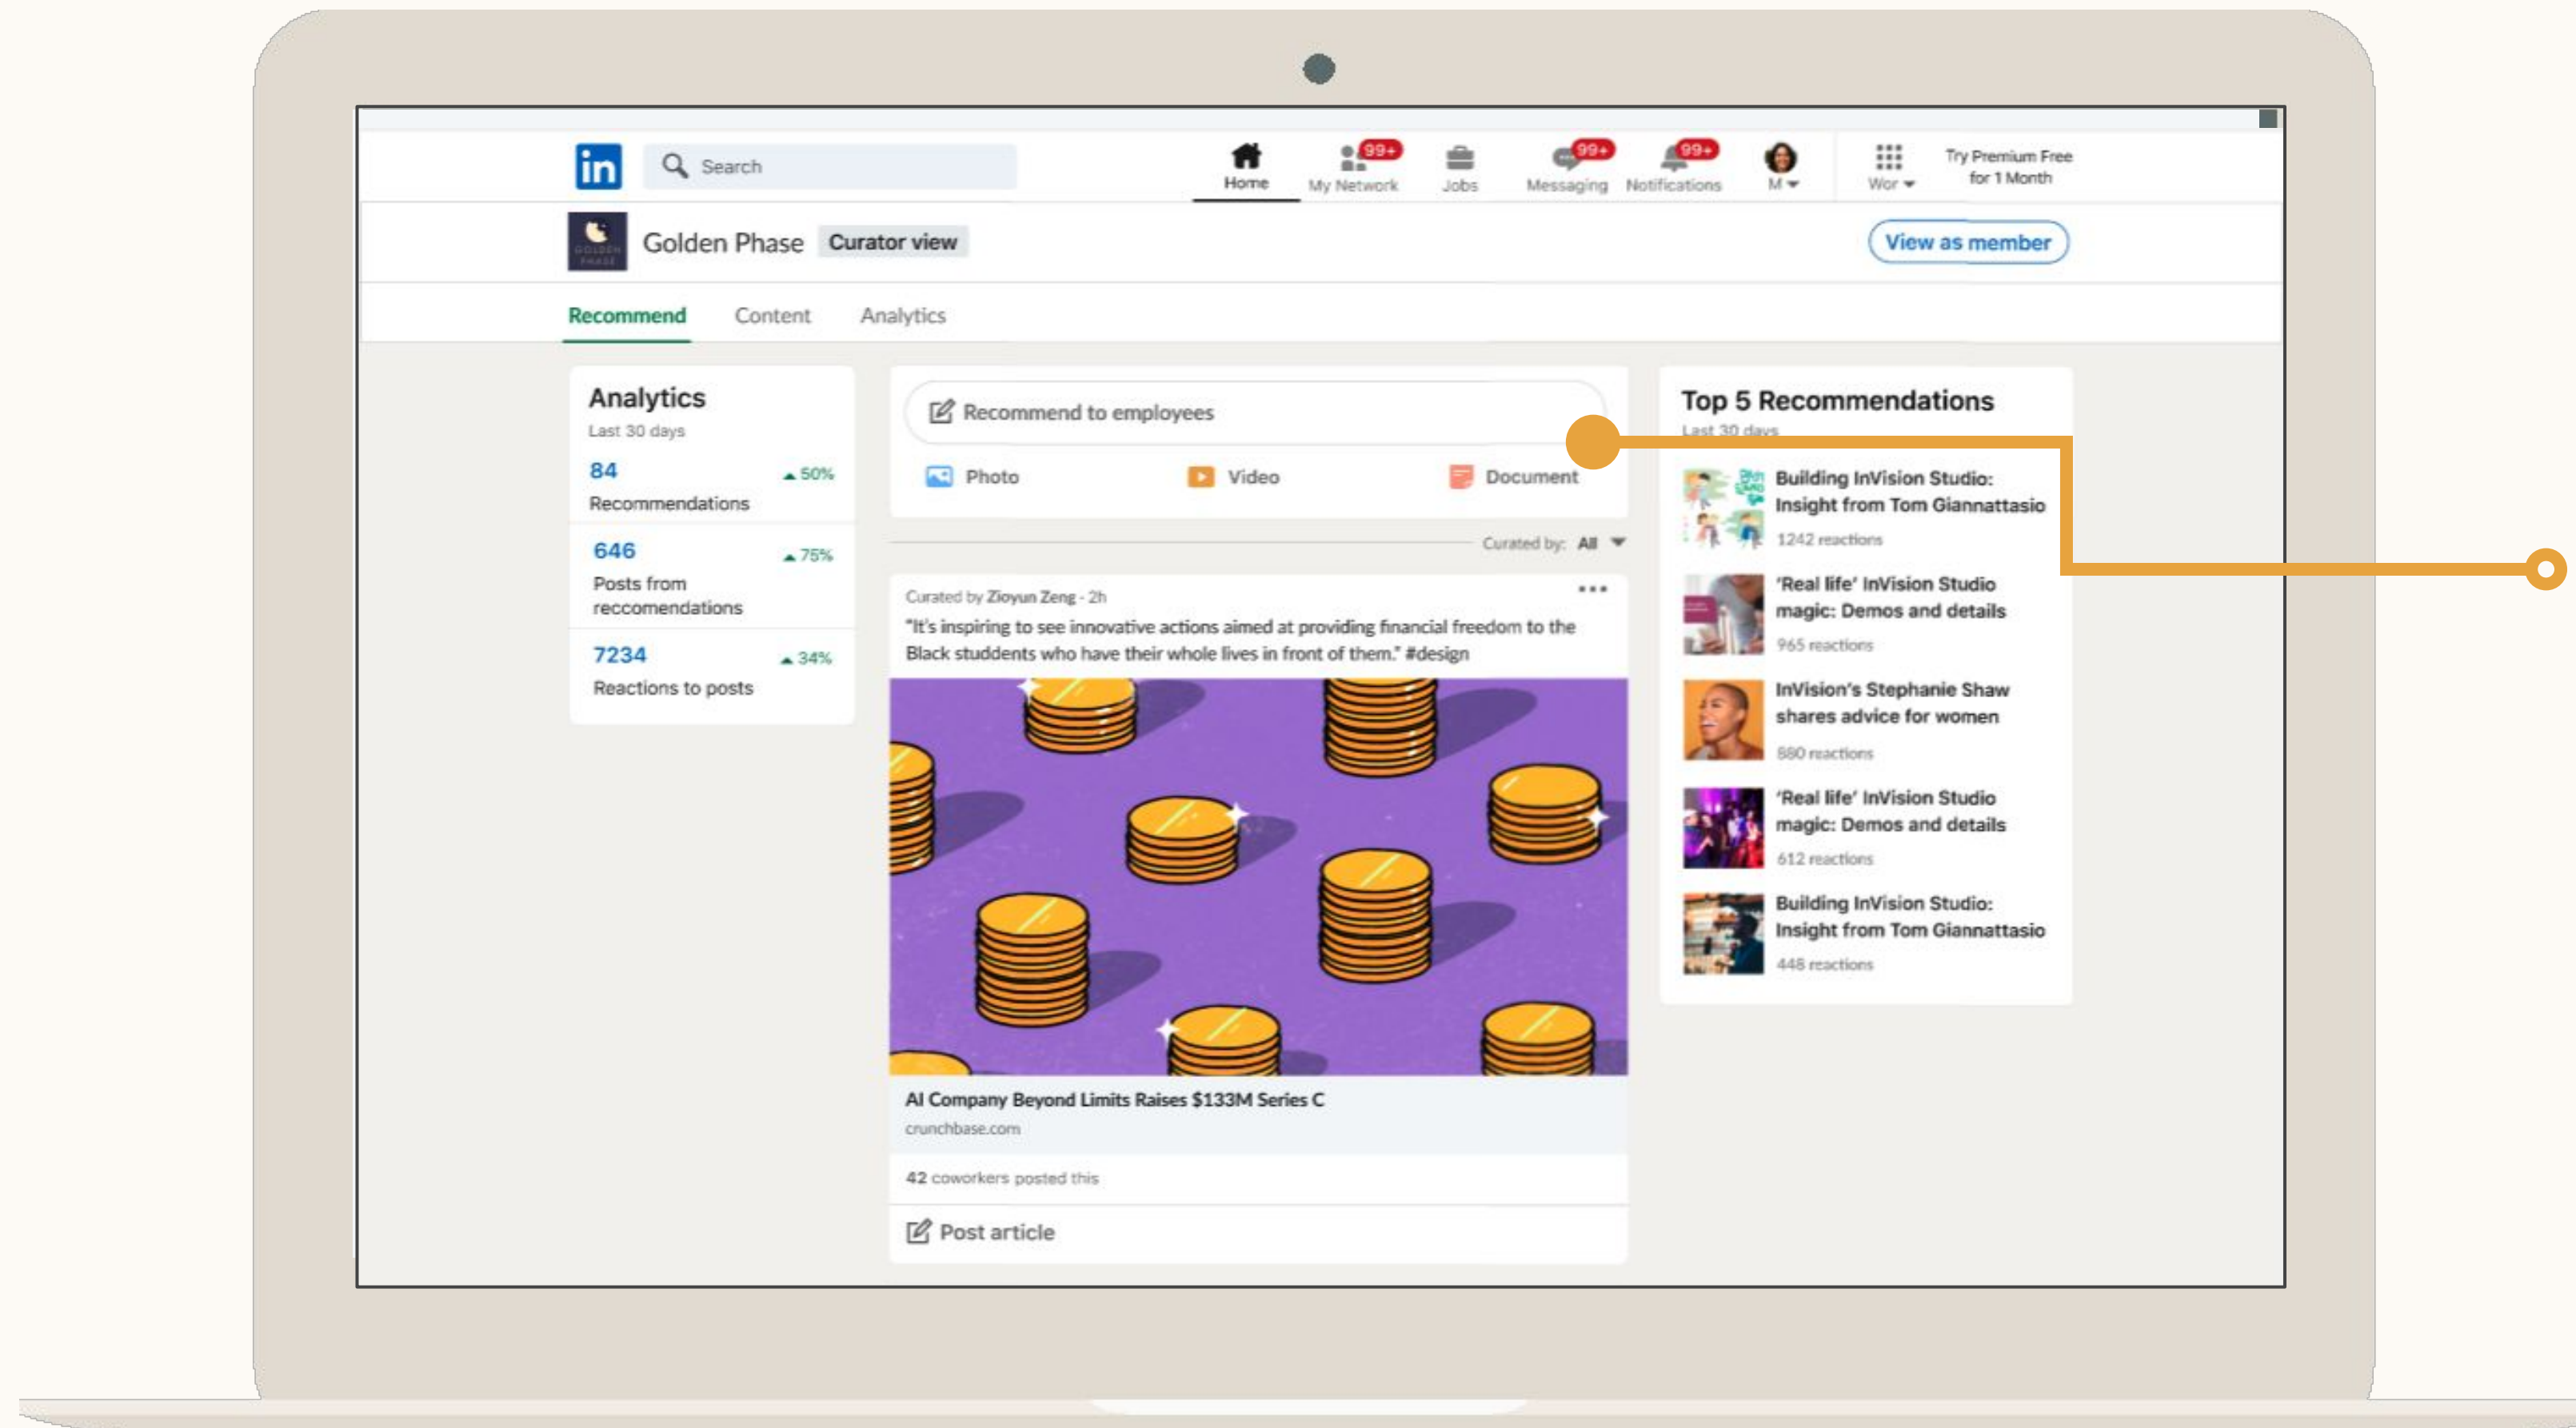 in
Search
Home
99+
My Network
Jobs
99+
Messaging
99+
Notifications
M
Wor
Try Premium Free
for 1 Month
GOLDEN
PHASE
Golden Phase
Curator view
View as member
Recommend
Content
Analytics
Analytics
Last 30 days
84
50%
Recommendations
646
75%
Posts from
reccomendations
7234
34%
Reactions to posts
Recommend to employees
Photo
Video
Document
Curated by: All
Curated by Zioyun Zeng - 2h
"It's inspiring to see innovative actions aimed at providing financial freedom to the
Black studdents who have their whole lives in front of them." #design
AI Company Beyond Limits Raises $133M Series C
crunchbase.com
42 coworkers posted this
Post article
Top 5 Recommendations
Last 30 days
Building InVision Studio:
Insight from Tom Giannattasio
1242 reactions
'Real life' InVision Studio
magic: Demos and details
965 reactions
InVision's Stephanie Shaw
shares advice for women
880 reactions
'Real life' InVision Studio
magic: Demos and details
612 reactions
Building InVision Studio:
Insight from Tom Giannattasio
448 reactions